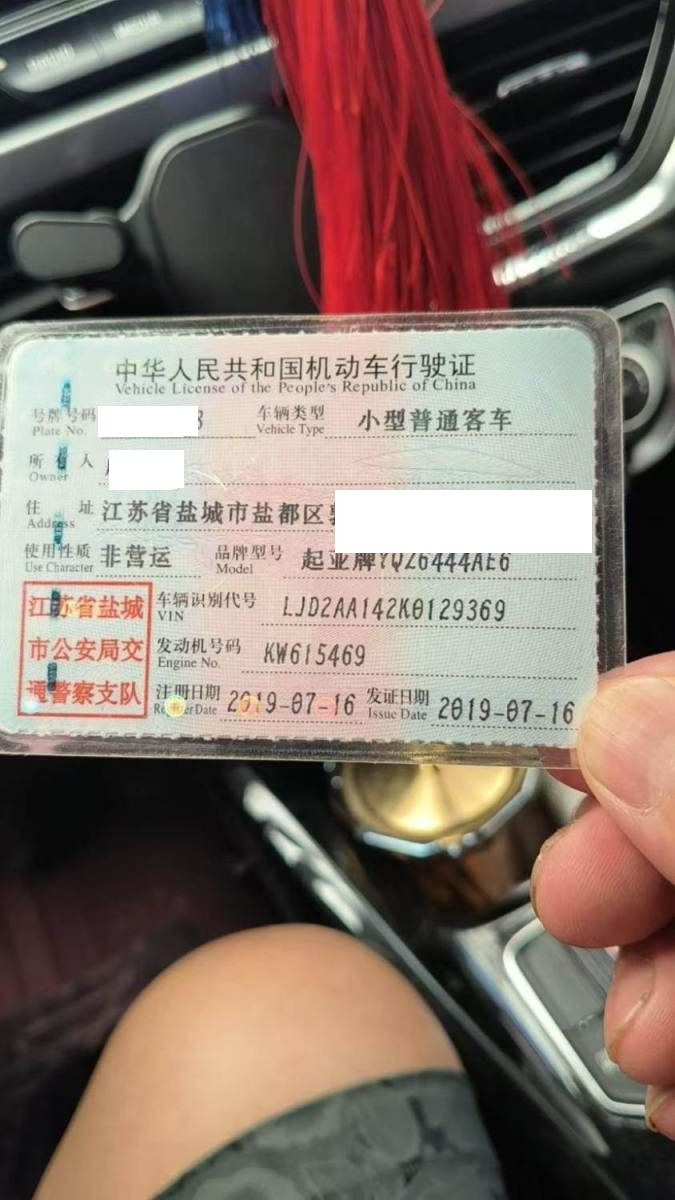 中华人民共和国机动车行驶证
Vehicle License of the People's Republic of China
号牌号码 车辆类型 小型普通客车
Plate No. Vehicle Type
所有人
Owner
住址 江苏省盐城市盐都区
Address
使用性质 非营运 品牌型号 起亚牌YQZ6444AE6
Use Character Model
江苏省盐城
市公安局交
通警察支队
车辆识别代号 LJD2AA142K0129369
VIN
发动机号码 KW615469
Engine No.
注册日期 2019-07-16 发证日期 2019-07-16
Register Date Issue Date